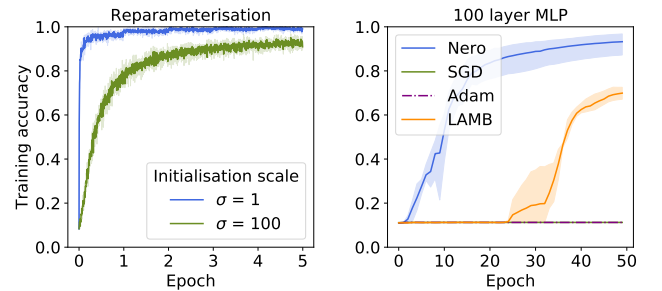 Reparameterisation
Training accuracy
1.0
0.8
0.6
0.4
0.2
0.0
Initialisation scale
σ = 1
σ = 100
0 1 2 3 4 5
Epoch
100 layer MLP
1.0
0.8
0.6
0.4
0.2
0.0
Nero
SGD
Adam
LAMB
0 10 20 30 40 50
Epoch